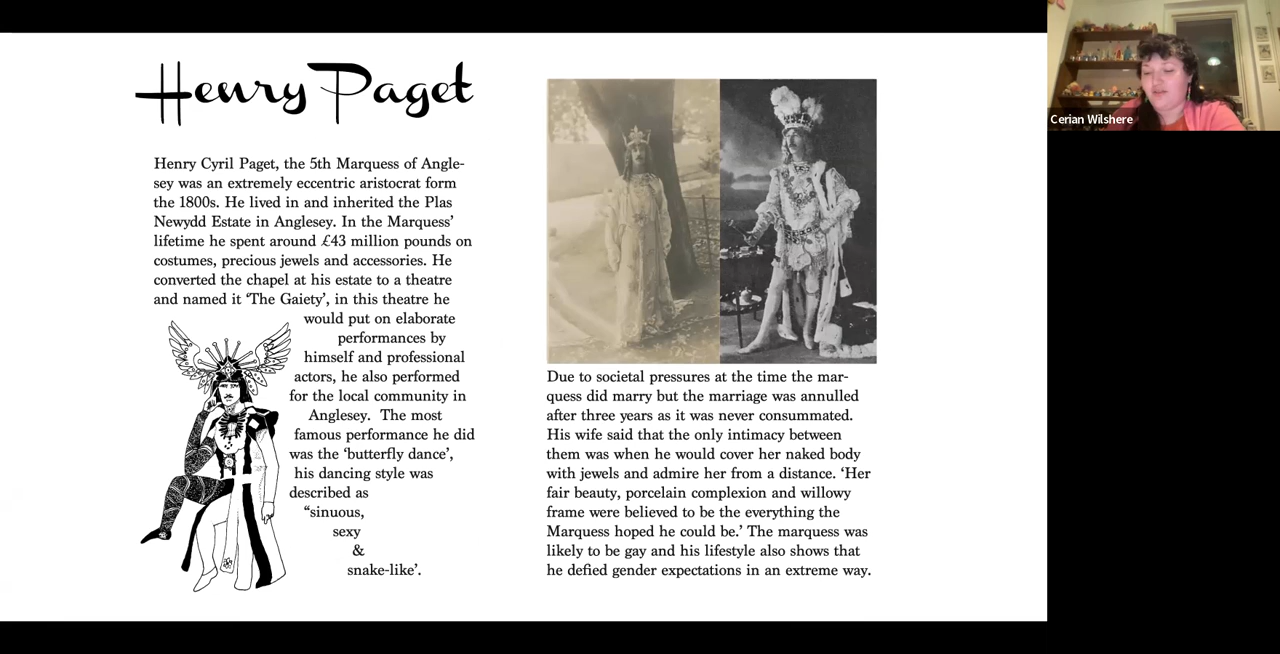 Henry Paget
Henry Cyril Paget, the 5th Marquess of Angle-
sey was an extremely eccentric aristocrat form
the 1800s. He lived in and inherited the Plas
Newydd Estate in Anglesey. In the Marquess’
lifetime he spent around £43 million pounds on
costumes, precious jewels and accessories. He
converted the chapel at his estate to a theatre
and named it ‘The Gaiety’, in this theatre he
would put on elaborate
performances by
himself and professional
actors, he also performed
for the local community in
Anglesey. The most
famous performance he did
was the ‘butterfly dance’,
his dancing style was
described as
“sinuous,
sexy
&
snake-like’.
Due to societal pressures at the time the mar-
quess did marry but the marriage was annulled
after three years as it was never consummated.
His wife said that the only intimacy between
them was when he would cover her naked body
with jewels and admire her from a distance. ‘Her
fair beauty, porcelain complexion and willowy
frame were believed to be the everything the
Marquess hoped he could be.’ The marquess was
likely to be gay and his lifestyle also shows that
he defied gender expectations in an extreme way.
Cerian Wilshere